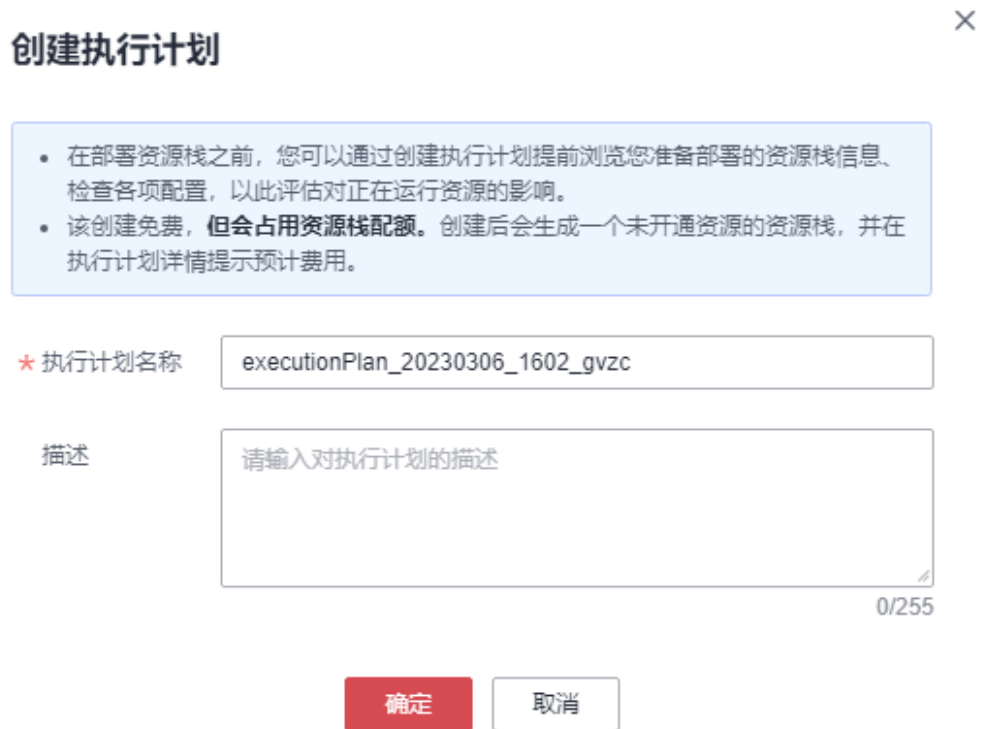 创建执行计划
在部署资源栈之前，您可以通过创建执行计划提前浏览您准备部署的资源栈信息、
检查各项配置，以此评估对正在运行资源的影响。
该创建免费，但会占用资源栈配额。创建后会生成一个未开通资源的资源栈，并在
执行计划详情提示预计费用。
* 执行计划名称 executionPlan_20230306_1602_gvzc
描述 请输入对执行计划的描述
0/255
确定 取消